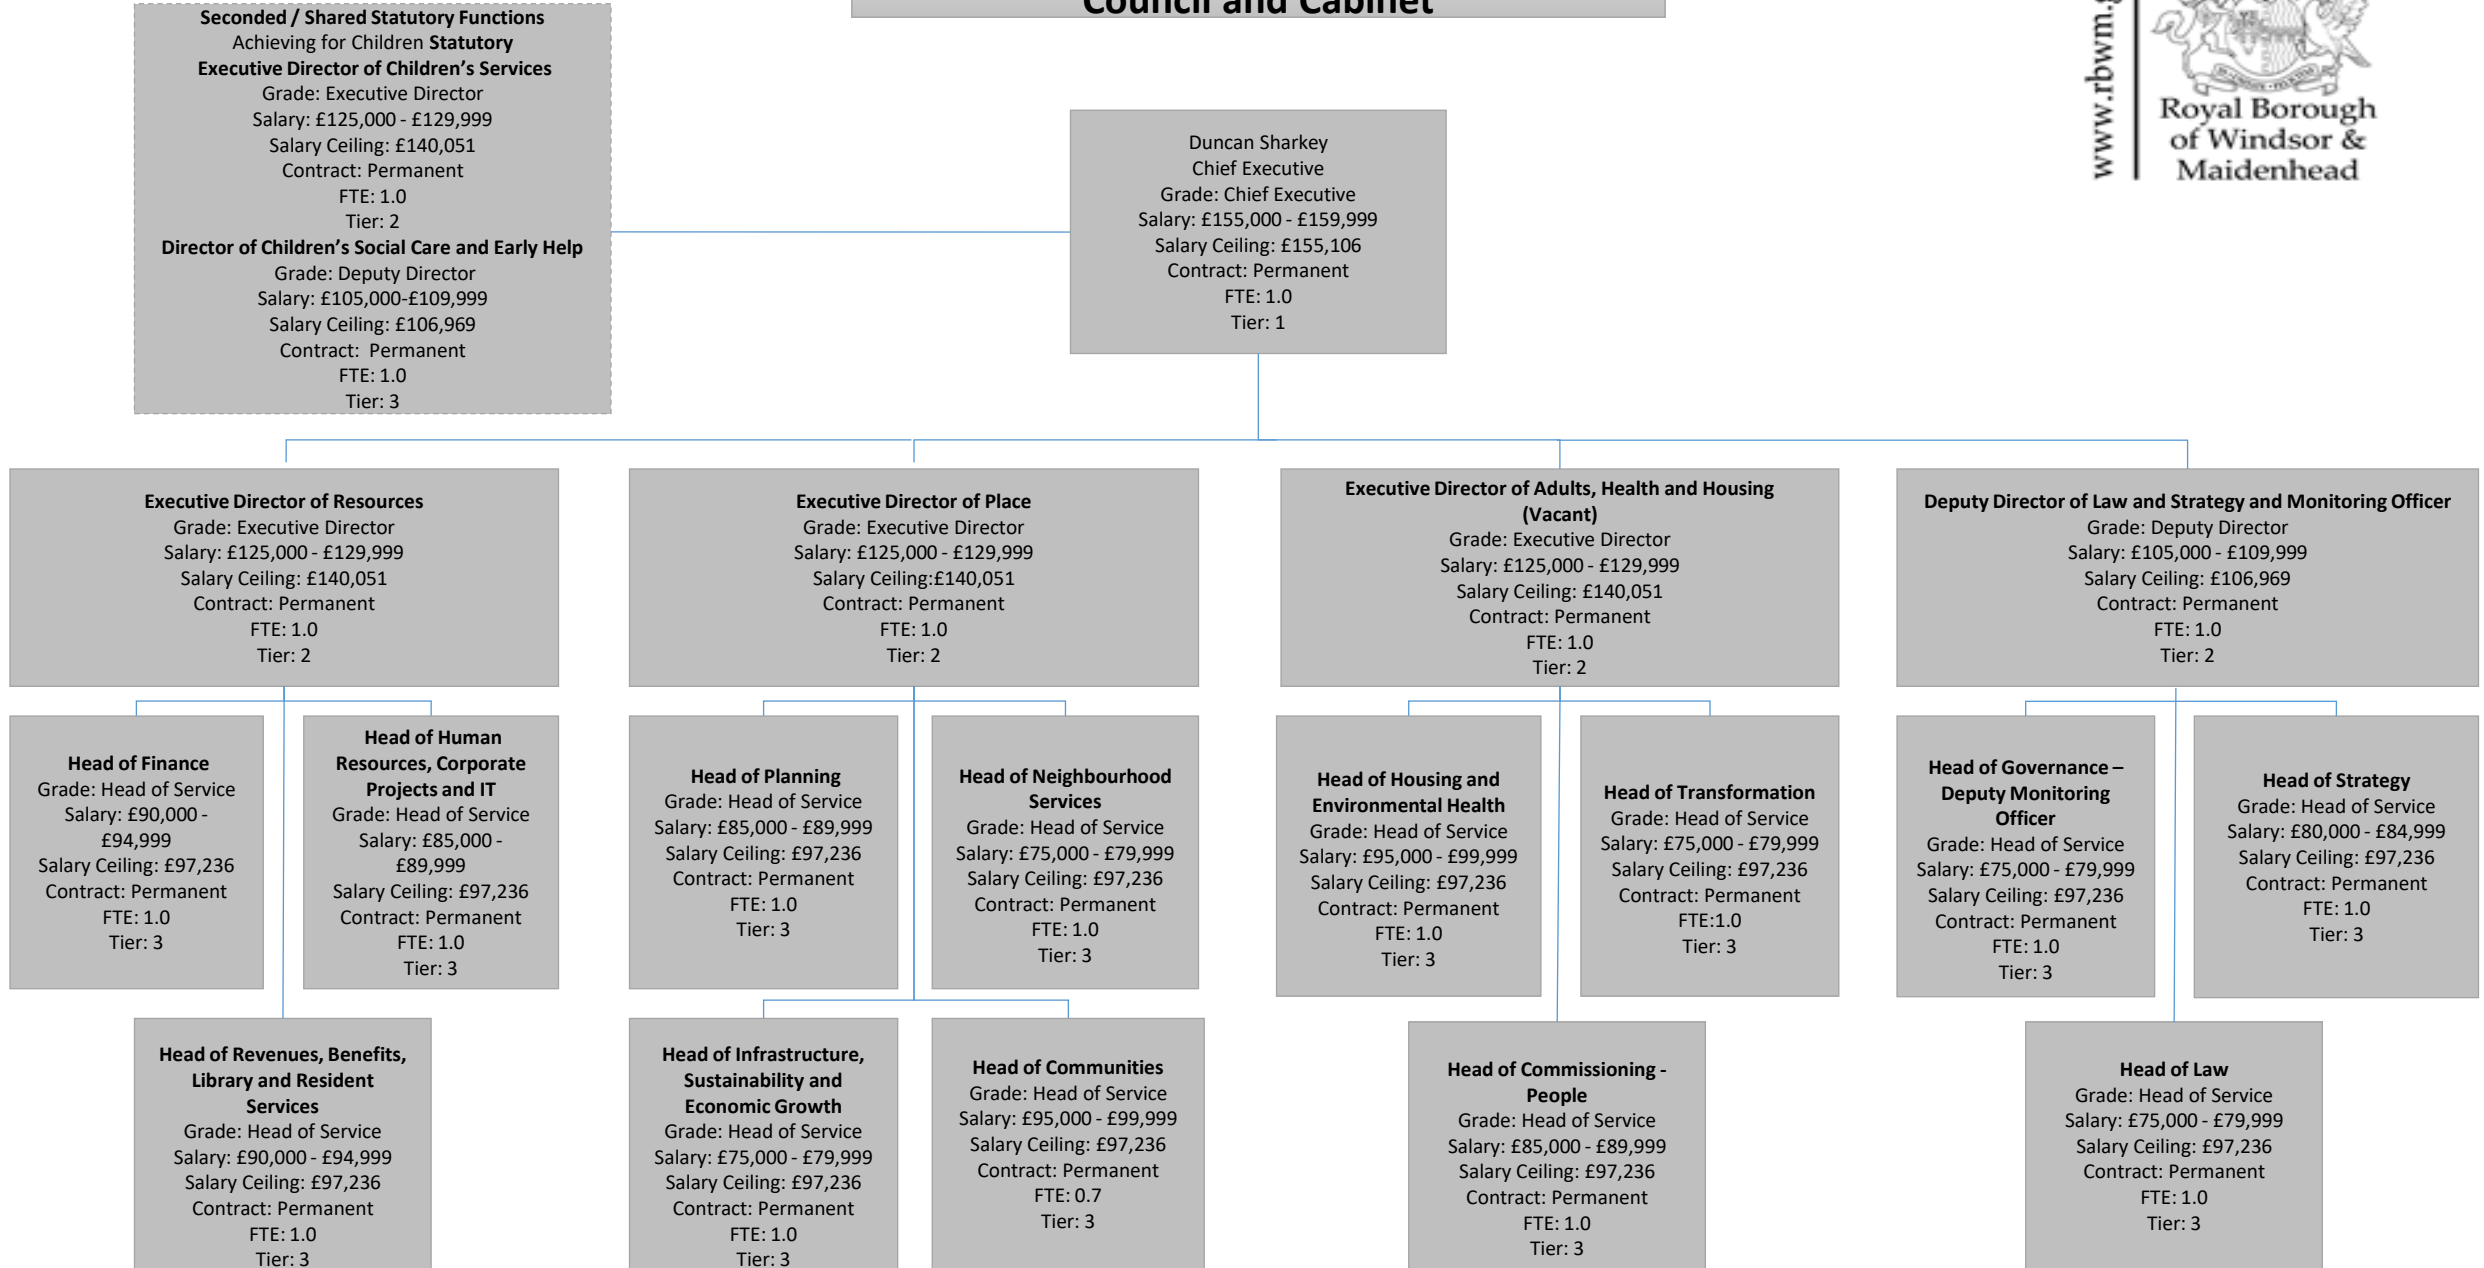 Council and Cabinet
Seconded / Shared Statutory Functions
Achieving for Children Statutory
Executive Director of Children's Services
Grade: Executive Director
Salary: £125,000 - £129,999
Salary Ceiling: £140,051
Contract: Permanent
FTE: 1.0
Tier: 2
Director of Children's Social Care and Early Help
Grade: Deputy Director
Salary: £105,000-£109,999
Salary Ceiling: £106,969
Contract: Permanent
FTE: 1.0
Tier: 3
Duncan Sharkey
Chief Executive
Grade: Chief Executive
Salary: £155,000 - £159,999
Salary Ceiling: £155,106
Contract: Permanent
FTE: 1.0
Tier: 1
www.rbwm.g
Royal Borough
of Windsor &
Maidenhead
Executive Director of Resources
Grade: Executive Director
Salary: £125,000 - £129,999
Salary Ceiling: £140,051
Contract: Permanent
FTE: 1.0
Tier: 2
Executive Director of Place
Grade: Executive Director
Salary: £125,000 - £129,999
Salary Ceiling:£140,051
Contract: Permanent
FTE: 1.0
Tier: 2
Executive Director of Adults, Health and Housing
(Vacant)
Grade: Executive Director
Salary: £125,000 - £129,999
Salary Ceiling: £140,051
Contract: Permanent
FTE: 1.0
Tier: 2
Deputy Director of Law and Strategy and Monitoring Officer
Grade: Deputy Director
Salary: £105,000 - £109,999
Salary Ceiling: £106,969
Contract: Permanent
FTE: 1.0
Tier: 2
Head of Finance
Grade: Head of Service
Salary: £90,000 -
£94,999
Salary Ceiling: £97,236
Contract: Permanent
FTE: 1.0
Tier: 3
Head of Human
Resources, Corporate
Projects and IT
Grade: Head of Service
Salary: £85,000 -
£89,999
Salary Ceiling: £97,236
Contract: Permanent
FTE: 1.0
Tier: 3
Head of Planning
Grade: Head of Service
Salary: £85,000 - £89,999
Salary Ceiling: £97,236
Contract: Permanent
FTE: 1.0
Tier: 3
Head of Neighbourhood
Services
Grade: Head of Service
Salary: £75,000 - £79,999
Salary Ceiling: £97,236
Contract: Permanent
FTE: 1.0
Tier: 3
Head of Housing and
Environmental Health
Grade: Head of Service
Salary: £95,000 - £99,999
Salary Ceiling: £97,236
Contract: Permanent
FTE: 1.0
Tier: 3
Head of Transformation
Grade: Head of Service
Salary: £75,000 - £79,999
Salary Ceiling: £97,236
Contract: Permanent
FTE:1.0
Tier: 3
Head of Governance –
Deputy Monitoring
Officer
Grade: Head of Service
Salary: £75,000 - £79,999
Salary Ceiling: £97,236
Contract: Permanent
FTE: 1.0
Tier: 3
Head of Strategy
Grade: Head of Service
Salary: £80,000 - £84,999
Salary Ceiling: £97,236
Contract: Permanent
FTE: 1.0
Tier: 3
Head of Revenues, Benefits,
Library and Resident
Services
Grade: Head of Service
Salary: £90,000 - £94,999
Salary Ceiling: £97,236
Contract: Permanent
FTE: 1.0
Tier: 3
Head of Infrastructure,
Sustainability and
Economic Growth
Grade: Head of Service
Salary: £75,000 - £79,999
Salary Ceiling: £97,236
Contract: Permanent
FTE: 1.0
Tier: 3
Head of Communities
Grade: Head of Service
Salary: £95,000 - £99,999
Salary Ceiling: £97,236
Contract: Permanent
FTE: 0.7
Tier: 3
Head of Commissioning -
People
Grade: Head of Service
Salary: £85,000 - £89,999
Salary Ceiling: £97,236
Contract: Permanent
FTE: 1.0
Tier: 3
Head of Law
Grade: Head of Service
Salary: £75,000 - £79,999
Salary Ceiling: £97,236
Contract: Permanent
FTE: 1.0
Tier: 3